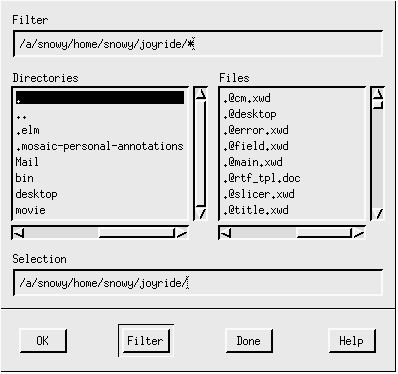 Filter
/a/snowy/home/snowy/joyride/*
Directories
Files
.
..
.elm
.mosaic-personal-annotations
Mail
bin
desktop
movie
.@cm.xwd
.@desktop
.@error.xwd
.@field.xwd
.@main.xwd
.@rtf_tpl.doc
.@slicer.xwd
.@title.xwd
Selection
/a/snowy/home/snowy/joyride/
OK
Filter
Done
Help